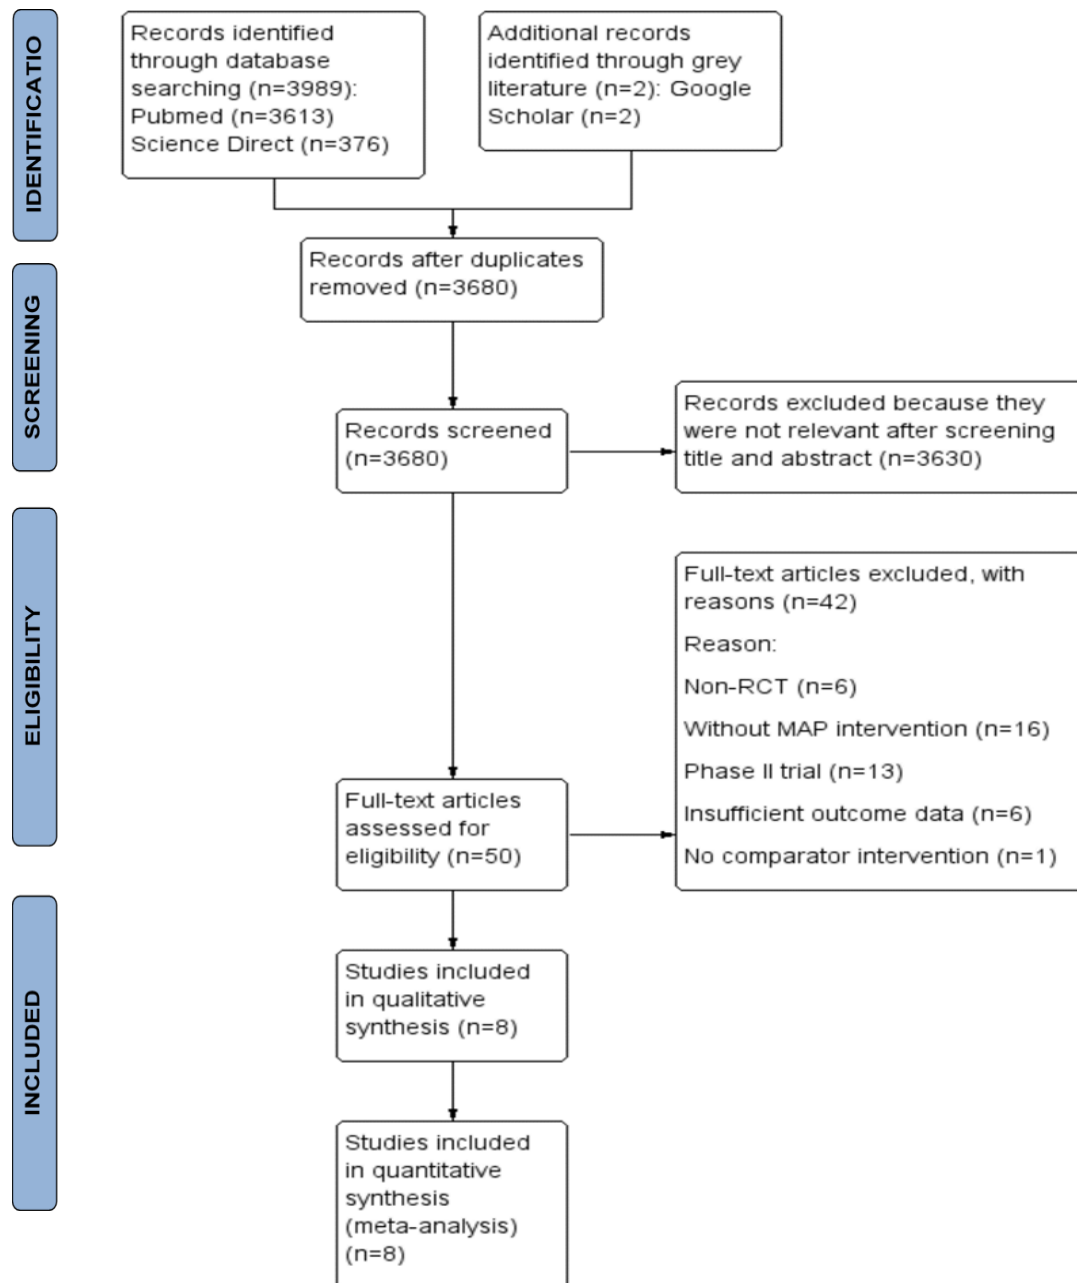 IDENTIFICATIO
Records identified
through database
searching (n=3989):
Pubmed (n=3613)
Science Direct (n=376)
Additional records
identified through grey
literature (n=2): Google
Scholar (n=2)
Records after duplicates
removed (n=3680)
SCREENING
Records screened
(n=3680)
Records excluded because they
were not relevant after screening
title and abstract (n=3630)
ELIGIBILITY
Full-text articles
assessed for
eligibility (n=50)
Full-text articles excluded, with
reasons (n=42)
Reason:
Non-RCT (n=6)
Without MAP intervention (n=16)
Phase II trial (n=13)
Insufficient outcome data (n=6)
No comparator intervention (n=1)
INCLUDED
Studies included
in qualitative
synthesis (n=8)
Studies included
in quantitative
synthesis
(meta-analysis)
(n=8)